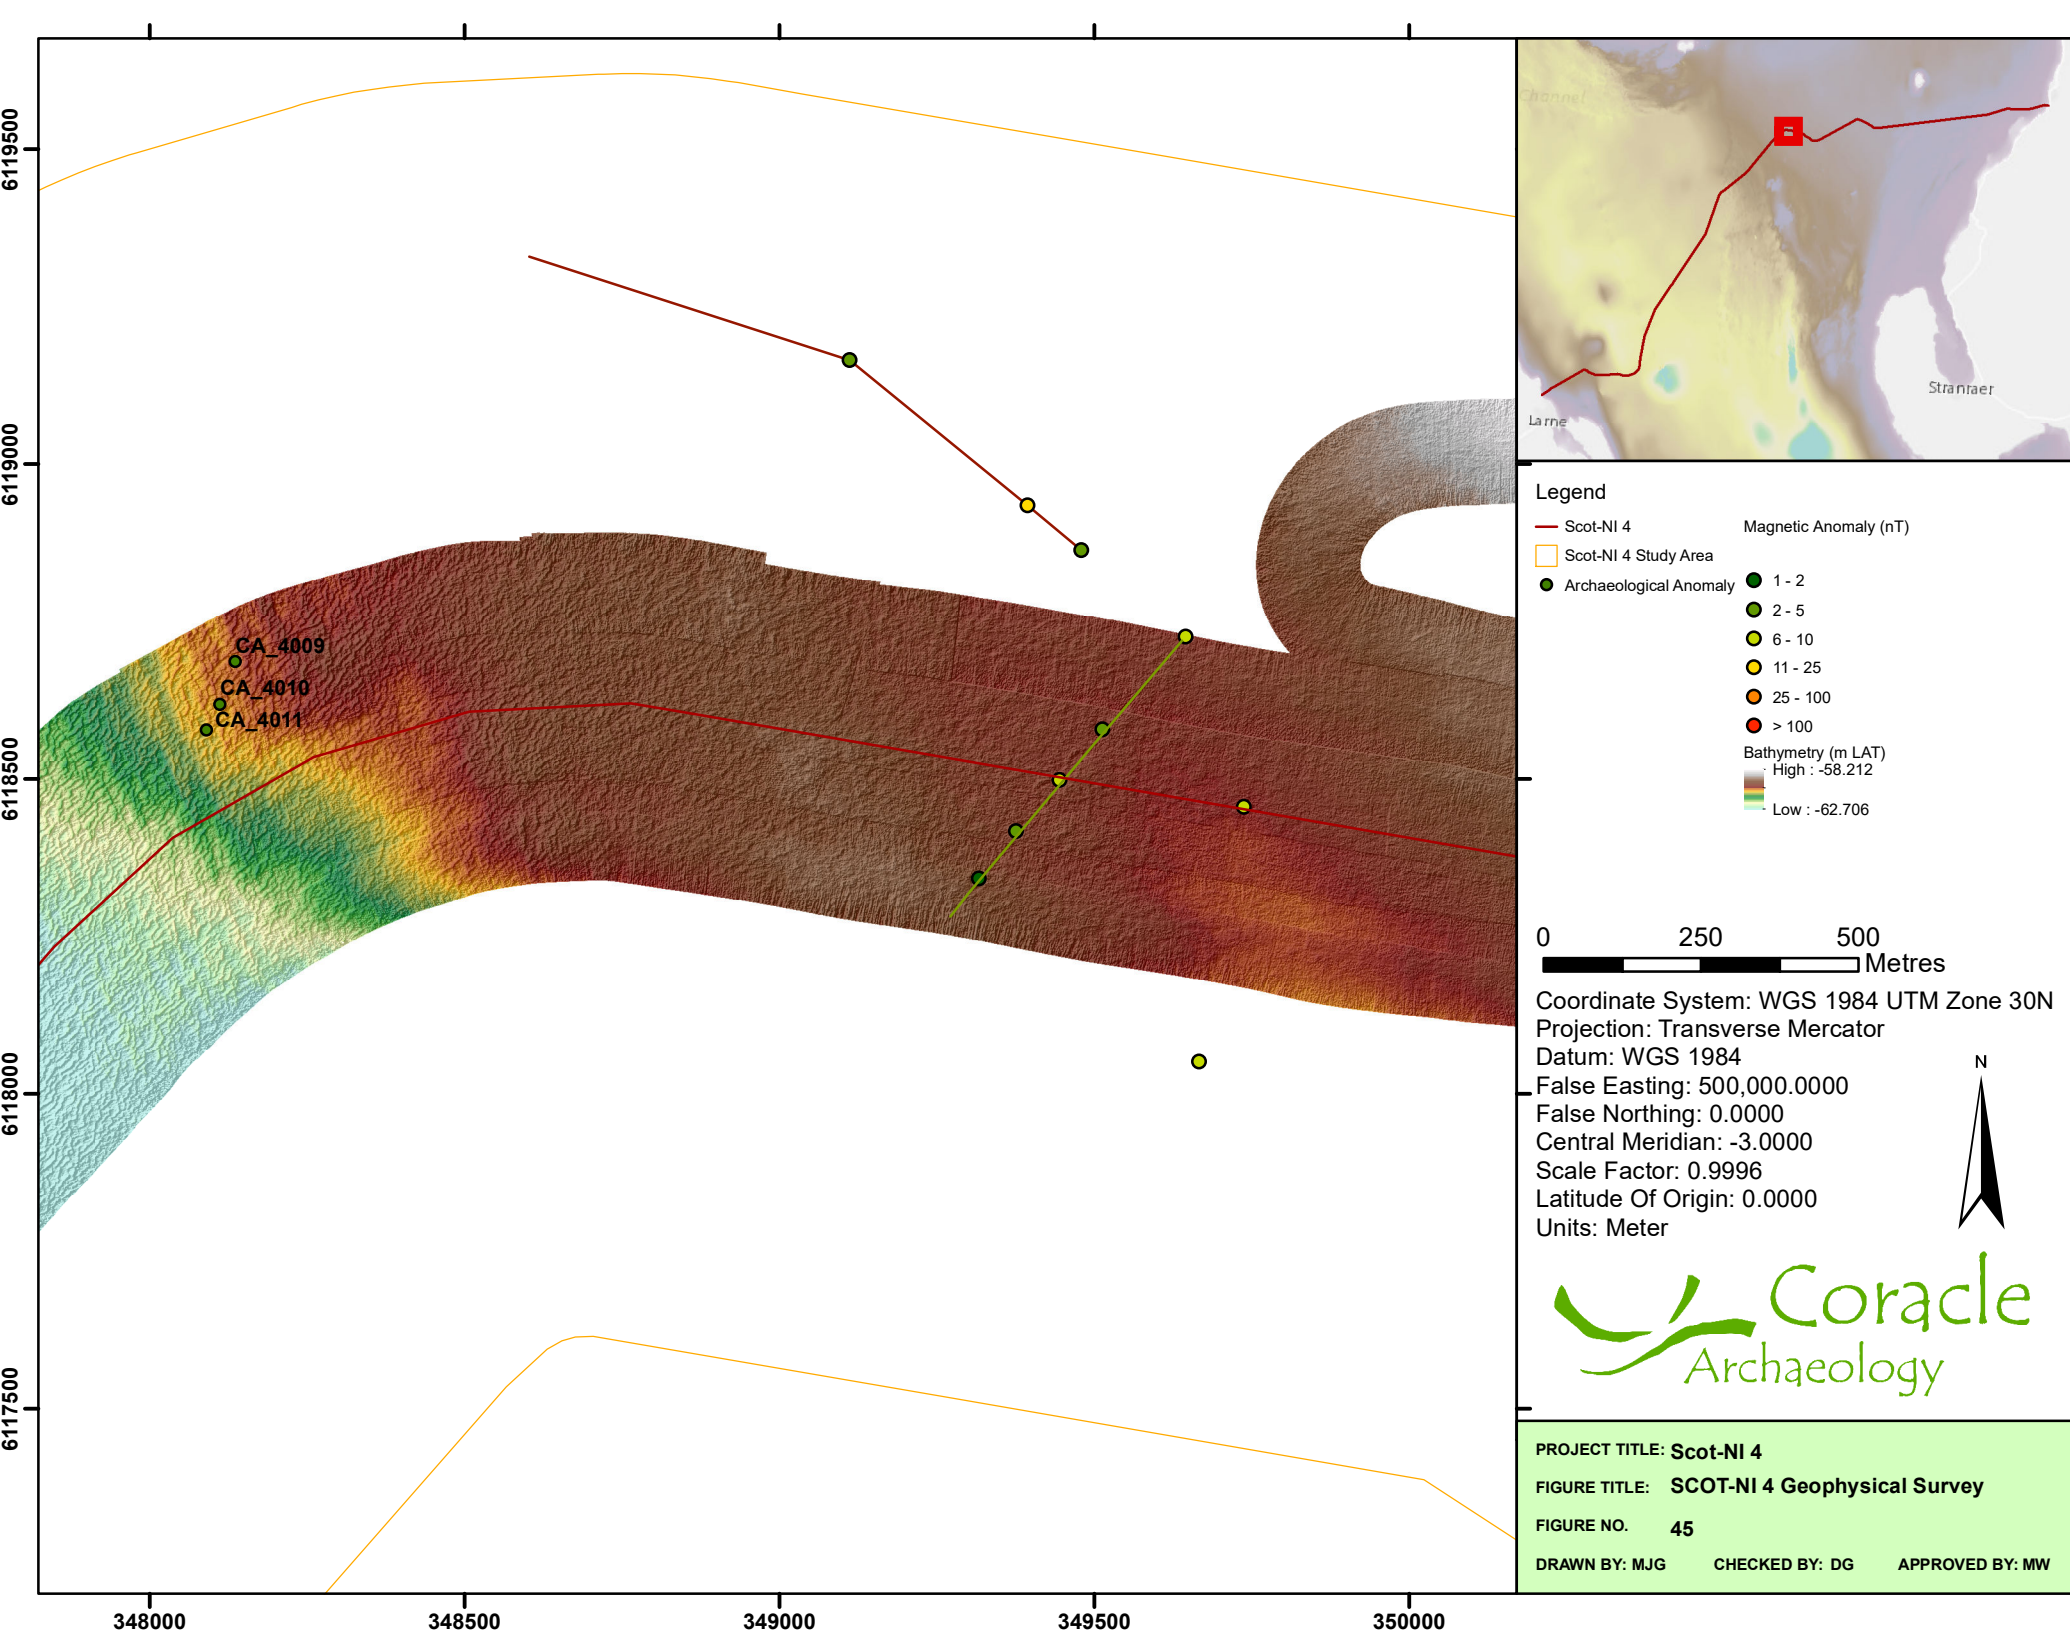 6119500
6119000
6118500
6118000
6117500
348000
348500
349000
349500
350000
CA_4009
CA_4010
CA_4011
Channel
Larne
Stranraer
Legend
Scot-NI 4
Scot-NI 4 Study Area
Archaeological Anomaly
Magnetic Anomaly (nT)
1 - 2
2 - 5
6 - 10
11 - 25
25 - 100
> 100
Bathymetry (m LAT)
High : -58.212
Low : -62.706
0 250 500
Metres
Coordinate System: WGS 1984 UTM Zone 30N
Projection: Transverse Mercator
Datum: WGS 1984
False Easting: 500,000.0000
False Northing: 0.0000
Central Meridian: -3.0000
Scale Factor: 0.9996
Latitude Of Origin: 0.0000
Units: Meter
N
Coracle
Archaeology
PROJECT TITLE: Scot-NI 4
FIGURE TITLE: SCOT-NI 4 Geophysical Survey
FIGURE NO. 45
DRAWN BY: MJG CHECKED BY: DG APPROVED BY: MW